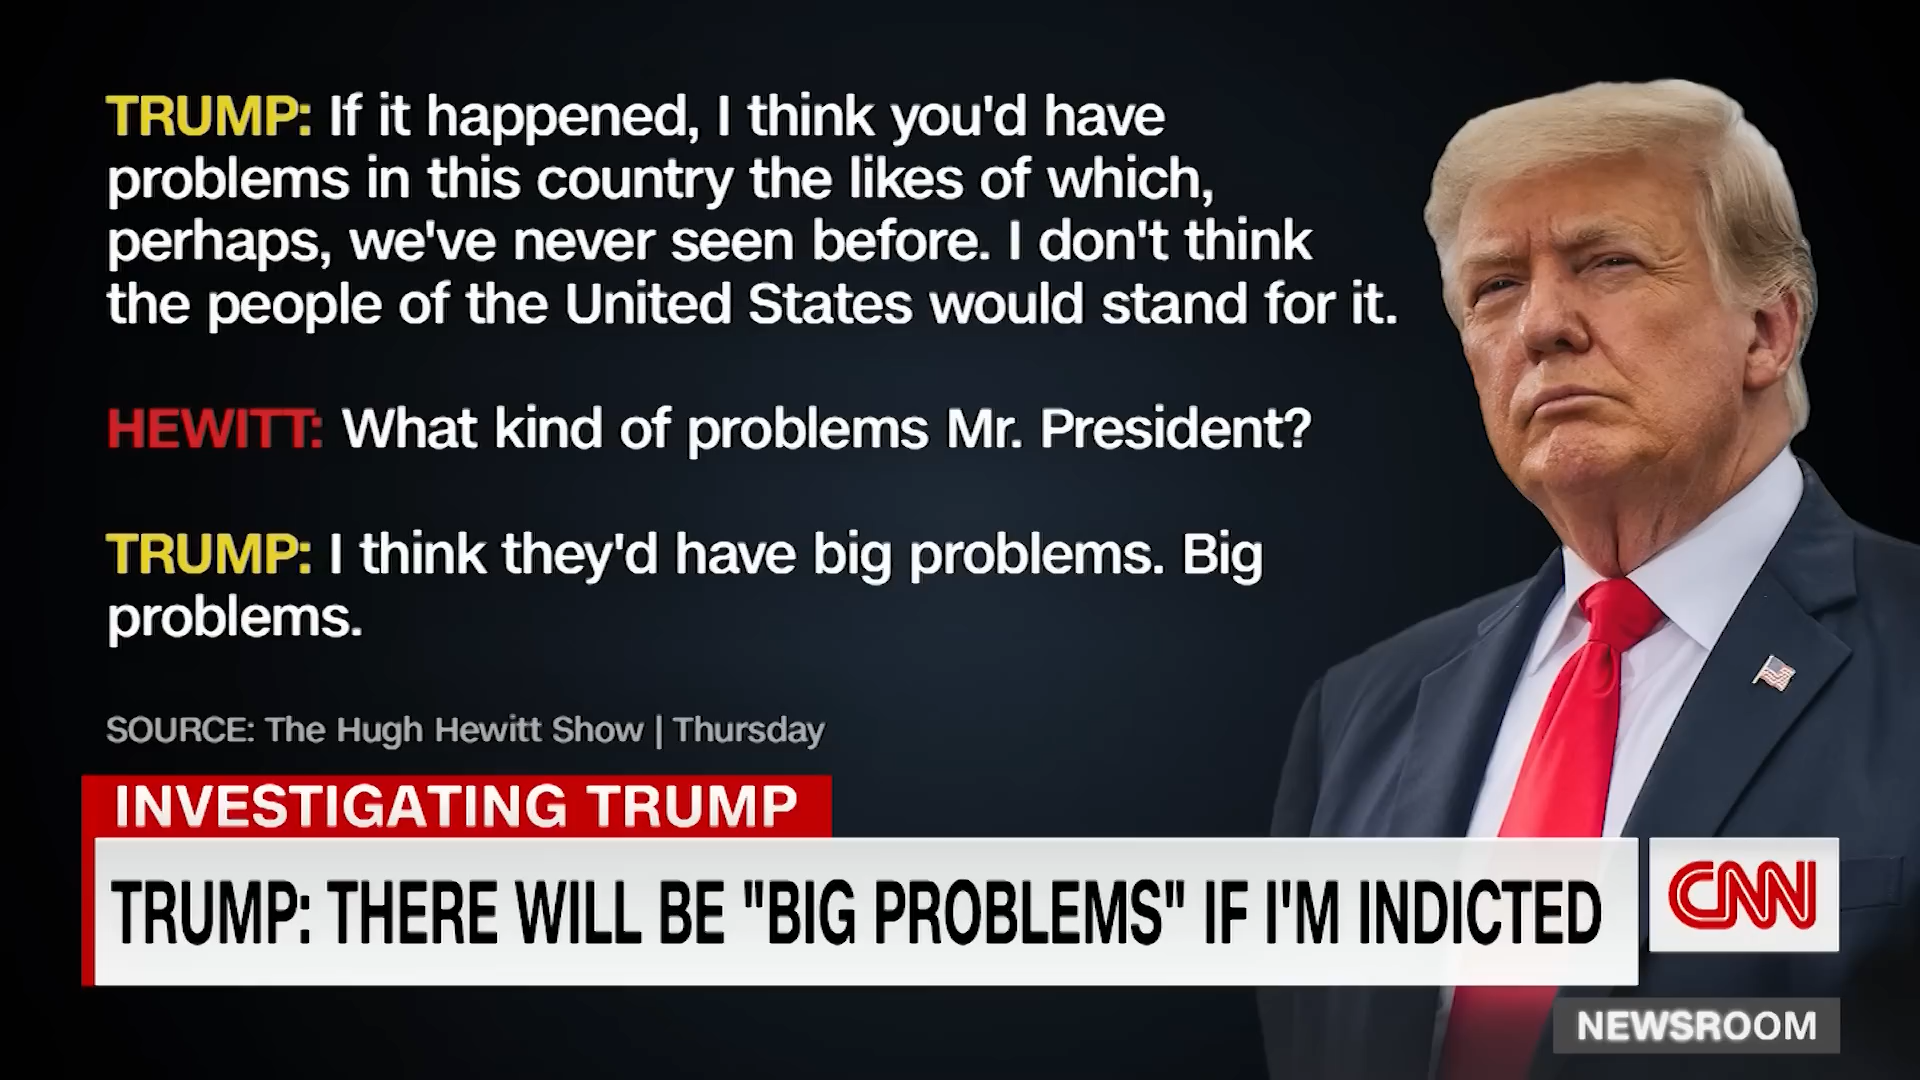 TRUMP: If it happened, I think you'd have
problems in this country the likes of which,
perhaps, we've never seen before. I don't think
the people of the United States would stand for it.
HEWITT: What kind of problems Mr. President?
TRUMP: I think they'd have big problems. Big
problems.
SOURCE: The Hugh Hewitt Show | Thursday
INVESTIGATING TRUMP
TRUMP: THERE WILL BE "BIG PROBLEMS" IF I'M INDICTED
CNN
NEWSROOM